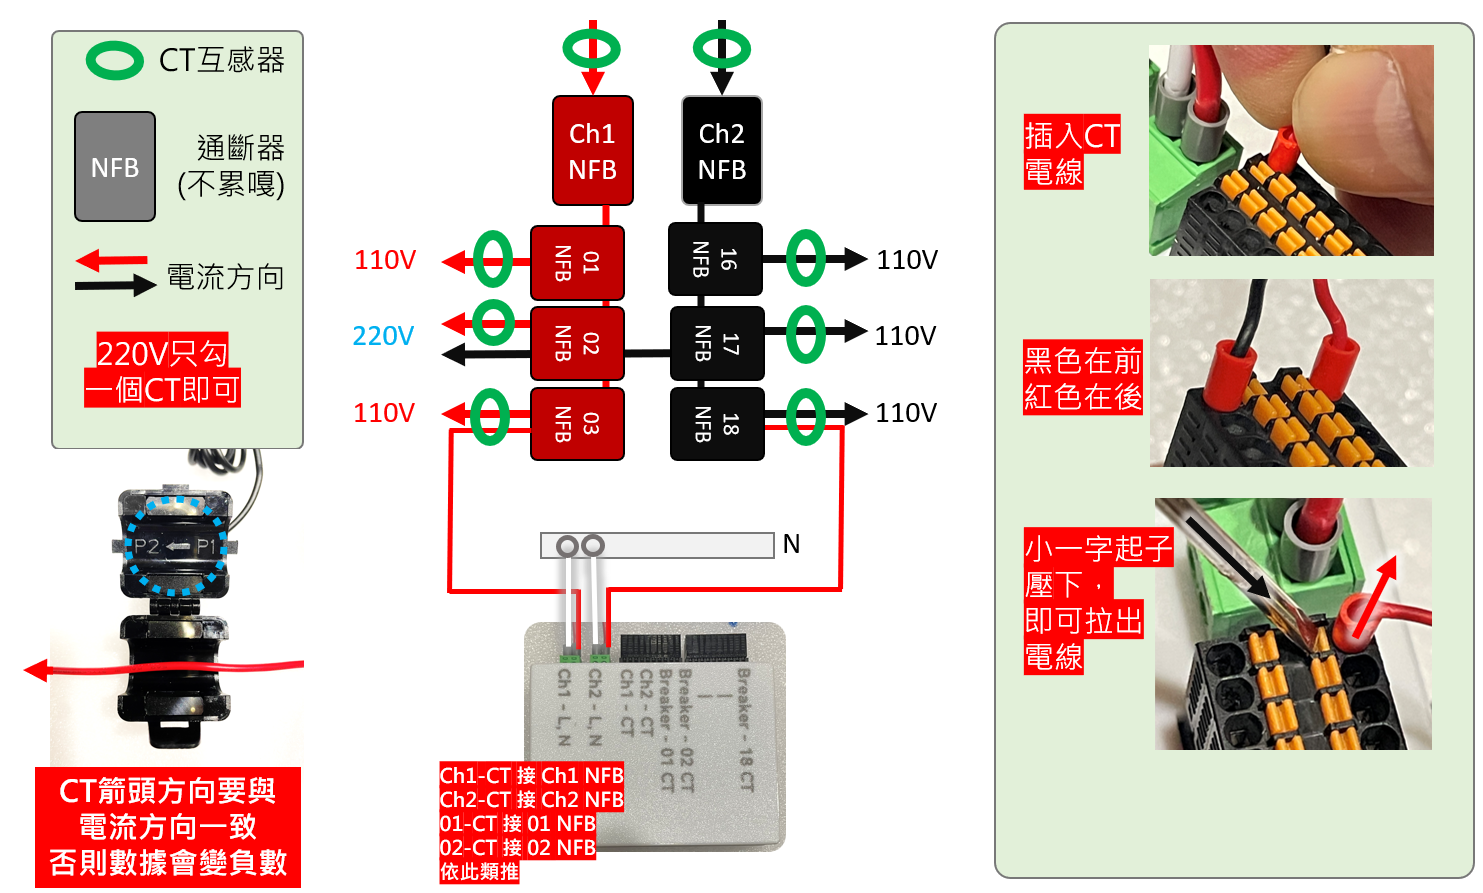 CT互感器
NFB
通斷器
(不累嘎)
電流方向
220V只勾
一個CT即可
P2 ← P1
CT箭頭方向要與
電流方向一致
否則數據會變負數
Ch1
NFB
Ch2
NFB
110V
01
NFB
16
NFB
110V
220V
02
NFB
17
NFB
110V
110V
03
NFB
18
NFB
110V
N
Ch1 - L, N
Ch2 - L, N
Ch1 - CT
Ch2 - CT
Breaker - 01 CT
Breaker - 02 CT
|
|
Breaker - 18 CT
Ch1-CT 接 Ch1 NFB
Ch2-CT 接 Ch2 NFB
01-CT 接 01 NFB
02-CT 接 02 NFB
依此類推
插入CT
電線
黑色在前
紅色在後
小一字起子
壓下，
即可拉出
電線